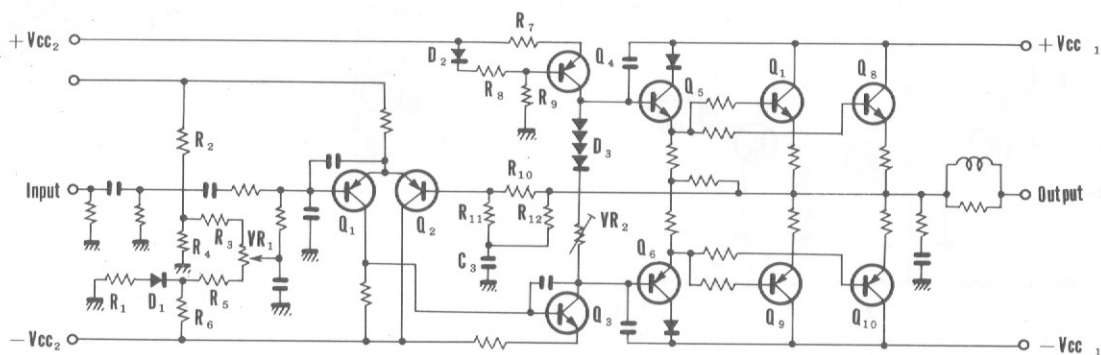 R7
+Vcc2
D2
Q4
+Vcc 1
R8
R9
Q5
Q1
Q8
R2
D3
Input
R10
Output
R11
R12
VR2
Q1
Q2
R3
VR1
R4
C3
Q6
R1
D1
R5
R6
Q3
Q9
Q10
-Vcc2
-Vcc 1